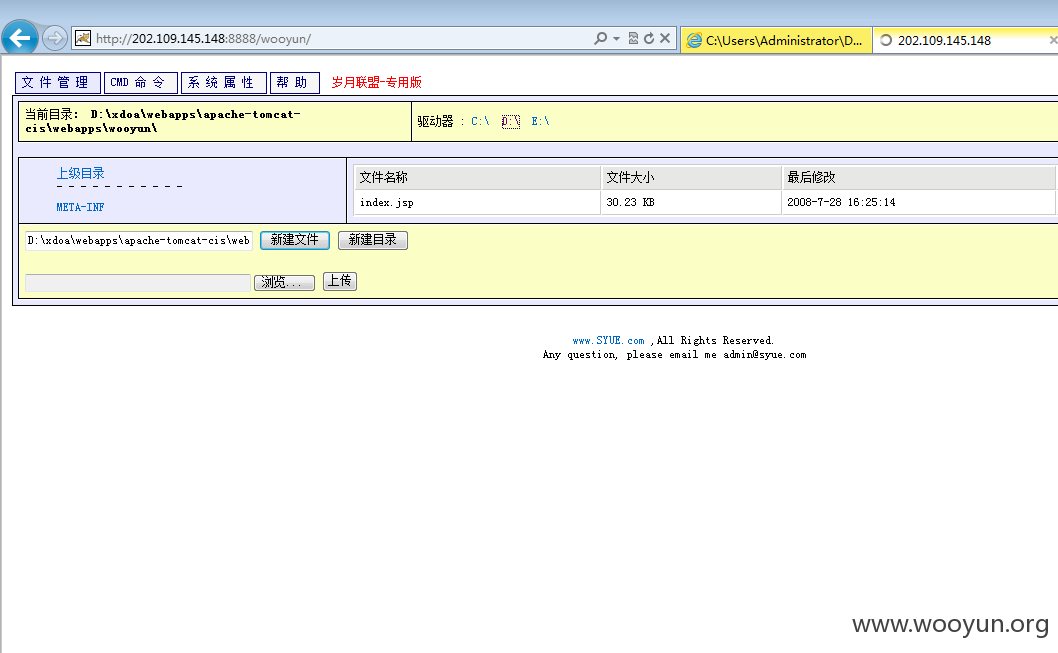 http://202.109.145.148:8888/wooyun/
C:\Users\Administrator\D...
202.109.145.148
文件管理 CMD 命令 系统属性 帮助 岁月联盟-专用版
当前目录: D:\xdoa\webapps\apache-tomcat-
cis\webapps\wooyun\
驱动器 : C:\ D:\ E:\
上级目录
- - - - - - - - - - -
META-INF
文件名称 文件大小 最后修改
index.jsp 30.23 KB 2008-7-28 16:25:14
D:\xdoa\webapps\apache-tomcat-cis\web 新建文件 新建目录
浏览... 上传
www.SYUE.com ,All Rights Reserved.
Any question, please email me admin@syue.com
www.wooyun.org